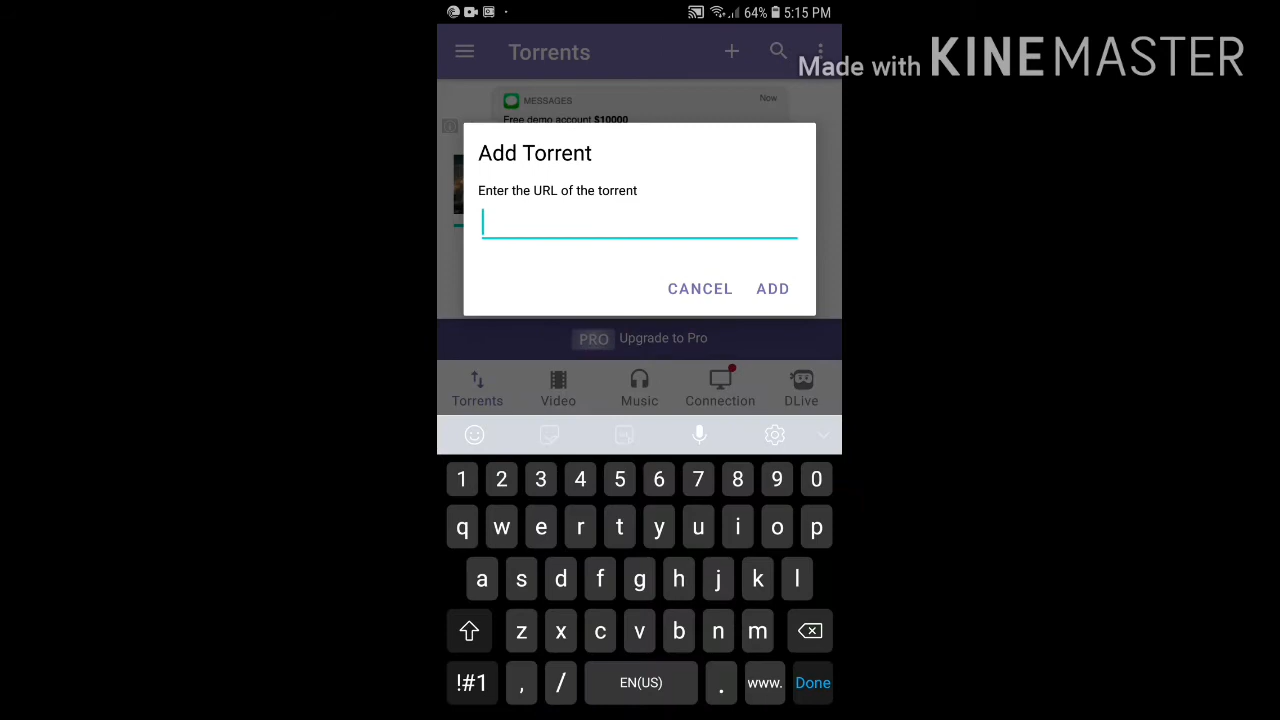 64% 5:15 PM
Torrents
Made with KINEMASTER
MESSAGES Now
Free demo account $10000
Add Torrent
Enter the URL of the torrent
CANCEL ADD
PRO Upgrade to Pro
Torrents Video Music Connection DLive
1 2 3 4 5 6 7 8 9 0
q w e r t y u i o p
a s d f g h j k l
z x c v b n m
!#1 , / EN(US) . www. Done